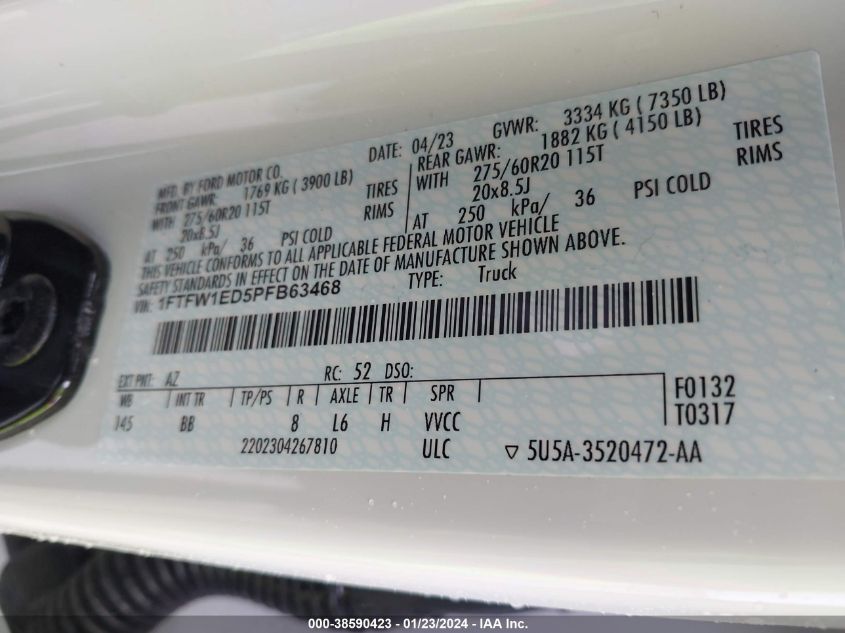 MFD. BY FORD MOTOR CO.
DATE: 04/23 GVWR: 3334 KG ( 7350 LB)
FRONT GAWR: 1769 KG ( 3900 LB)
REAR GAWR: 1882 KG ( 4150 LB)
WITH 275/60R20 115T TIRES
WITH 275/60R20 115T TIRES
20x8.5J RIMS
20x8.5J RIMS
AT 250 kPa/ 36 PSI COLD
AT 250 kPa/ 36 PSI COLD
THIS VEHICLE CONFORMS TO ALL APPLICABLE FEDERAL MOTOR VEHICLE
SAFETY STANDARDS IN EFFECT ON THE DATE OF MANUFACTURE SHOWN ABOVE.
VIN: 1FTFW1ED5PFB63468 TYPE: Truck
EXT PNT: AZ RC: 52 DSO:
WB INT TR TP/PS R AXLE TR SPR
F0132
145 BB 8 L6 H VVCC
T0317
2202304267810 ULC ▽ 5U5A-3520472-AA
000-38590423 - 01/23/2024 - IAA Inc.